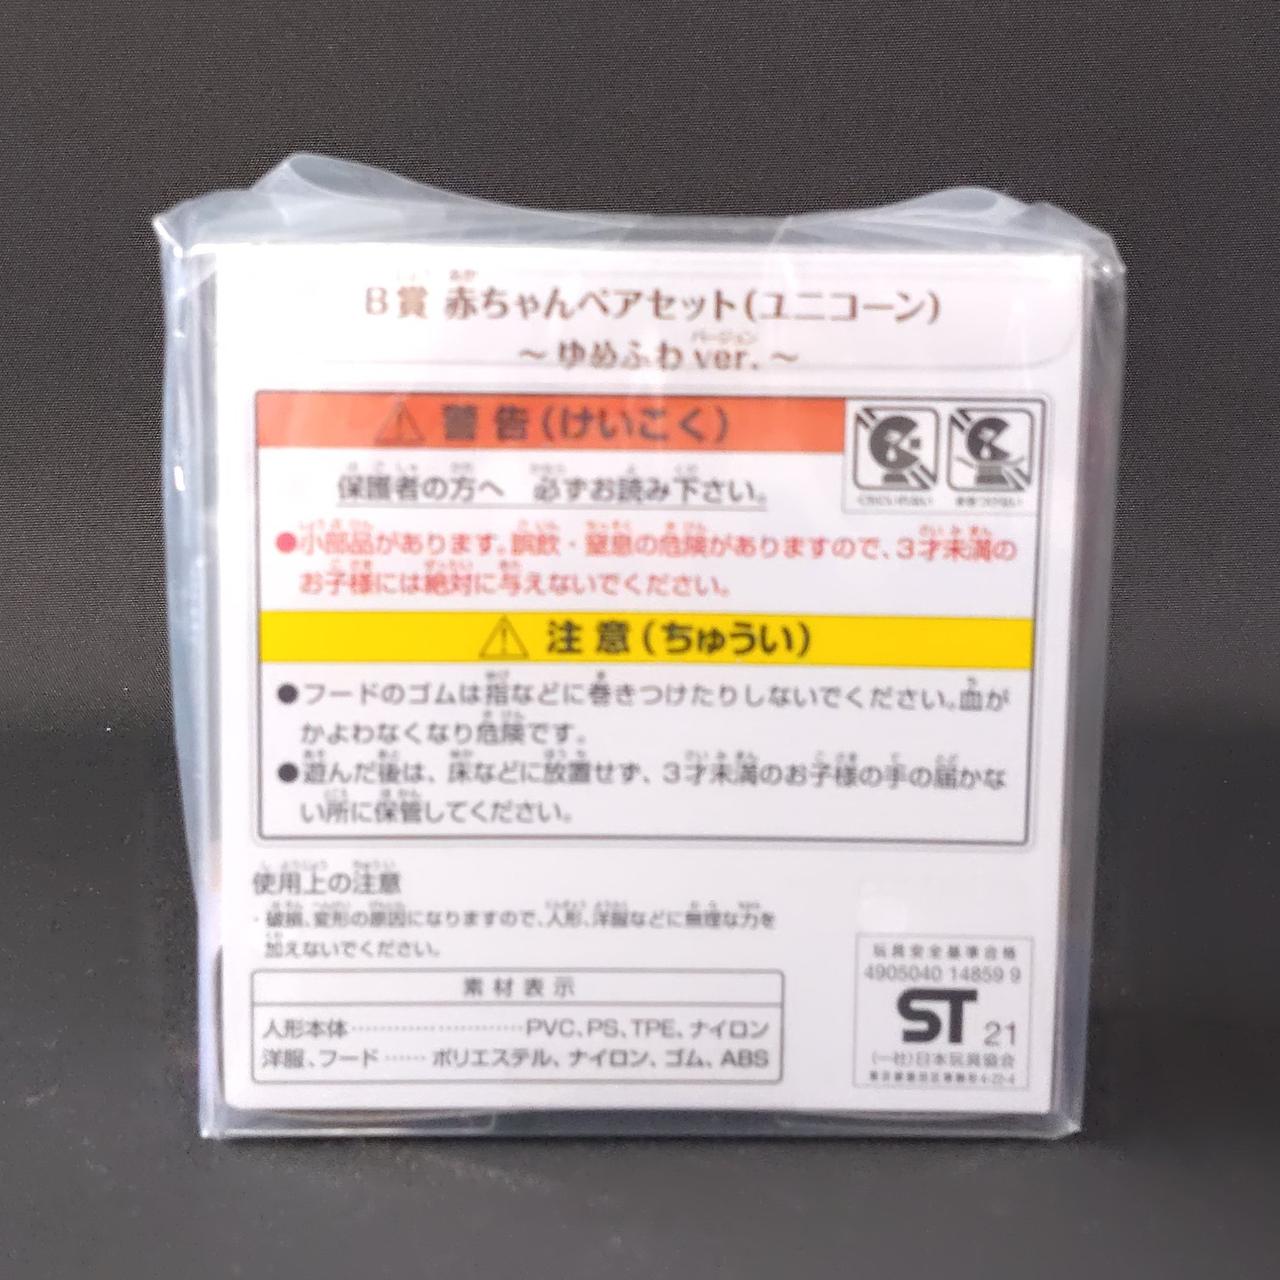 B賞 赤ちゃんペアセット(ユニコーン)
～ゆめふわver.～
警告(けいこく)
保護者の方へ 必ずお読み下さい。
●小部品があります。誤飲・窒息の危険がありますので、3才未満の
お子様には絶対に与えないでください。
注意(ちゅうい)
●フードのゴムは指などに巻きつけたりしないでください。血が
かよわなくなり危険です。
●遊んだ後は、床などに放置せず、3才未満のお子様の手の届かな
い所に保管してください。
使用上の注意
・破損、変形の原因になりますので、人形、洋服などに無理な力を
加えないでください。
素材表示
人形本体……………………PVC、PS、TPE、ナイロン
洋服、フード……ポリエステル、ナイロン、ゴム、ABS
玩具安全基準合格
4905040 14859 9
ST 21
(一社)日本玩具協会